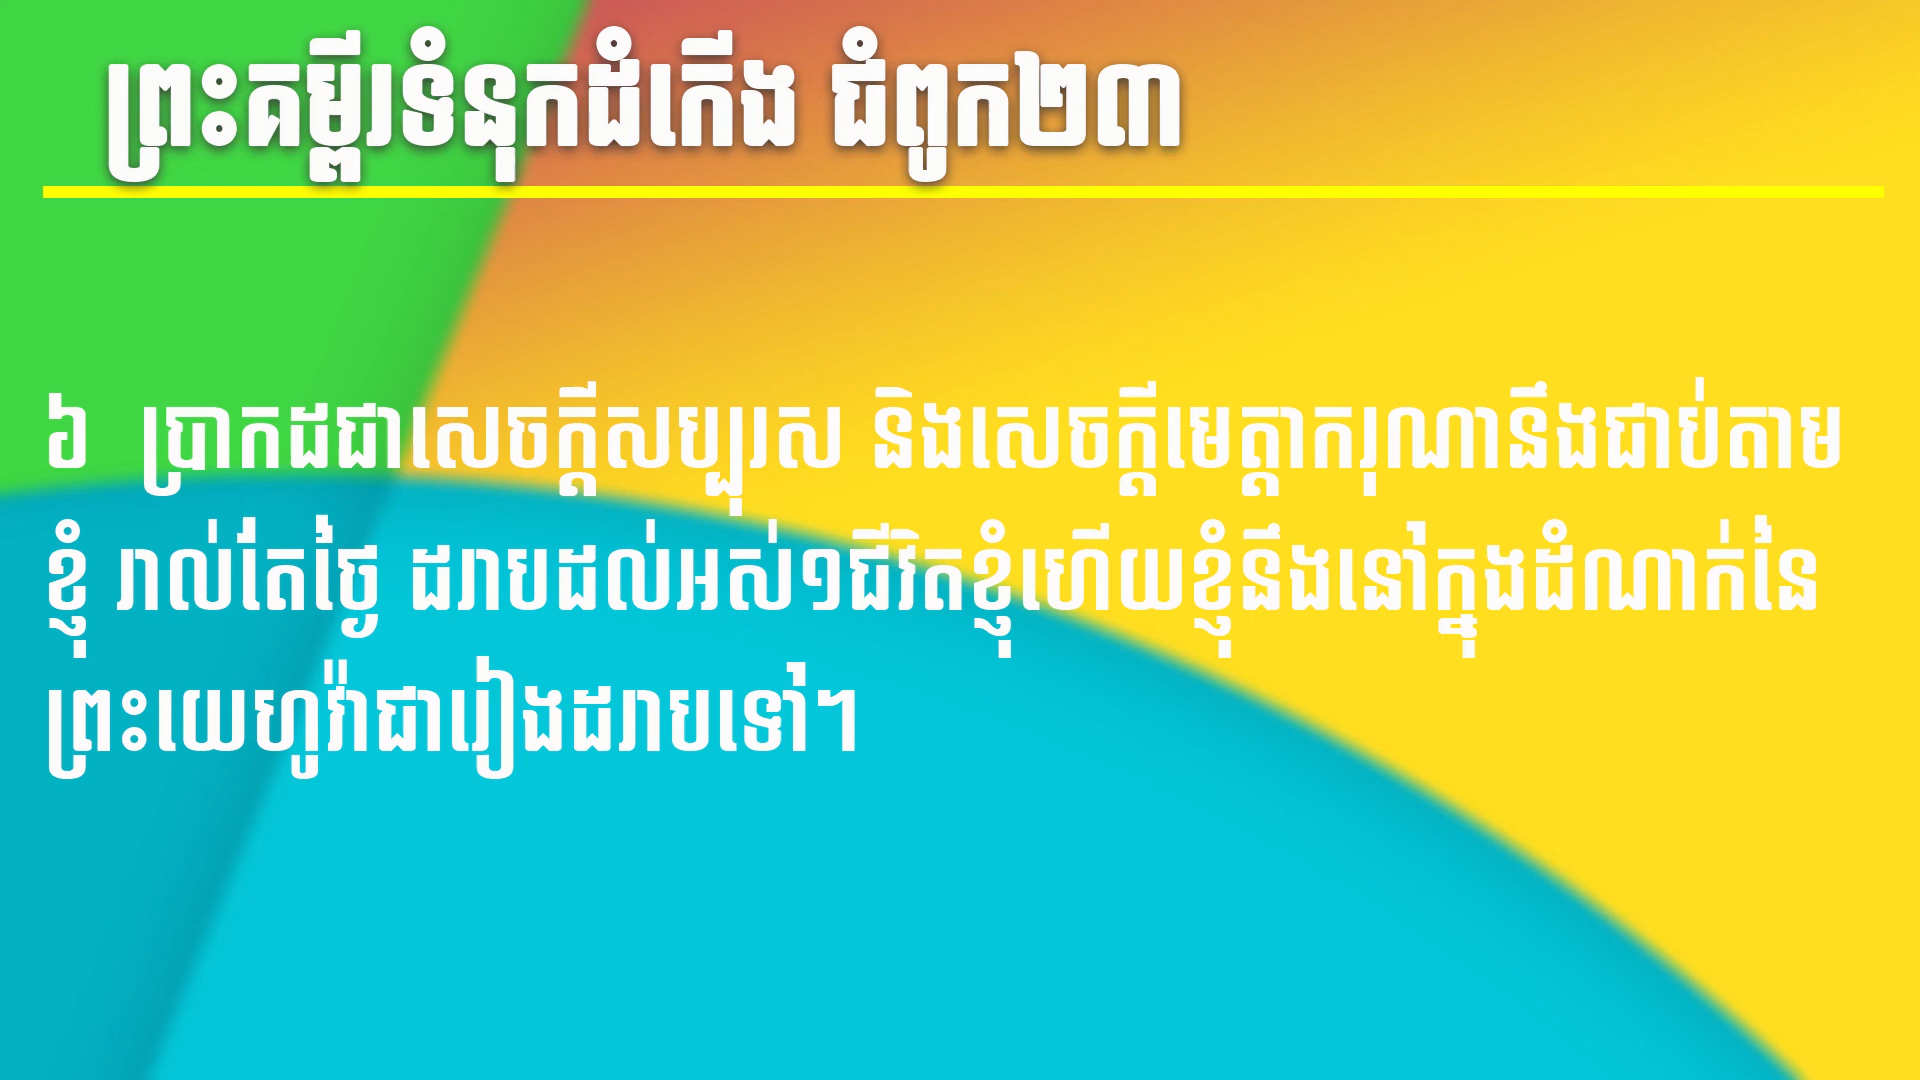 ព្រះគម្ពីរទំនុកដំកើង ជំពូក២៣
៦ ប្រាកដជាសេចក្ដីសប្បុរស និងសេចក្ដីមេត្តាករុណានឹងជាប់តាម
ខ្ញុំ រាល់តែថ្ងៃ ដរាបដល់អស់១ជីវិតខ្ញុំហើយខ្ញុំនឹងនៅក្នុងដំណាក់នៃ
ព្រះយេហូវ៉ាជារៀងដរាបទៅ។